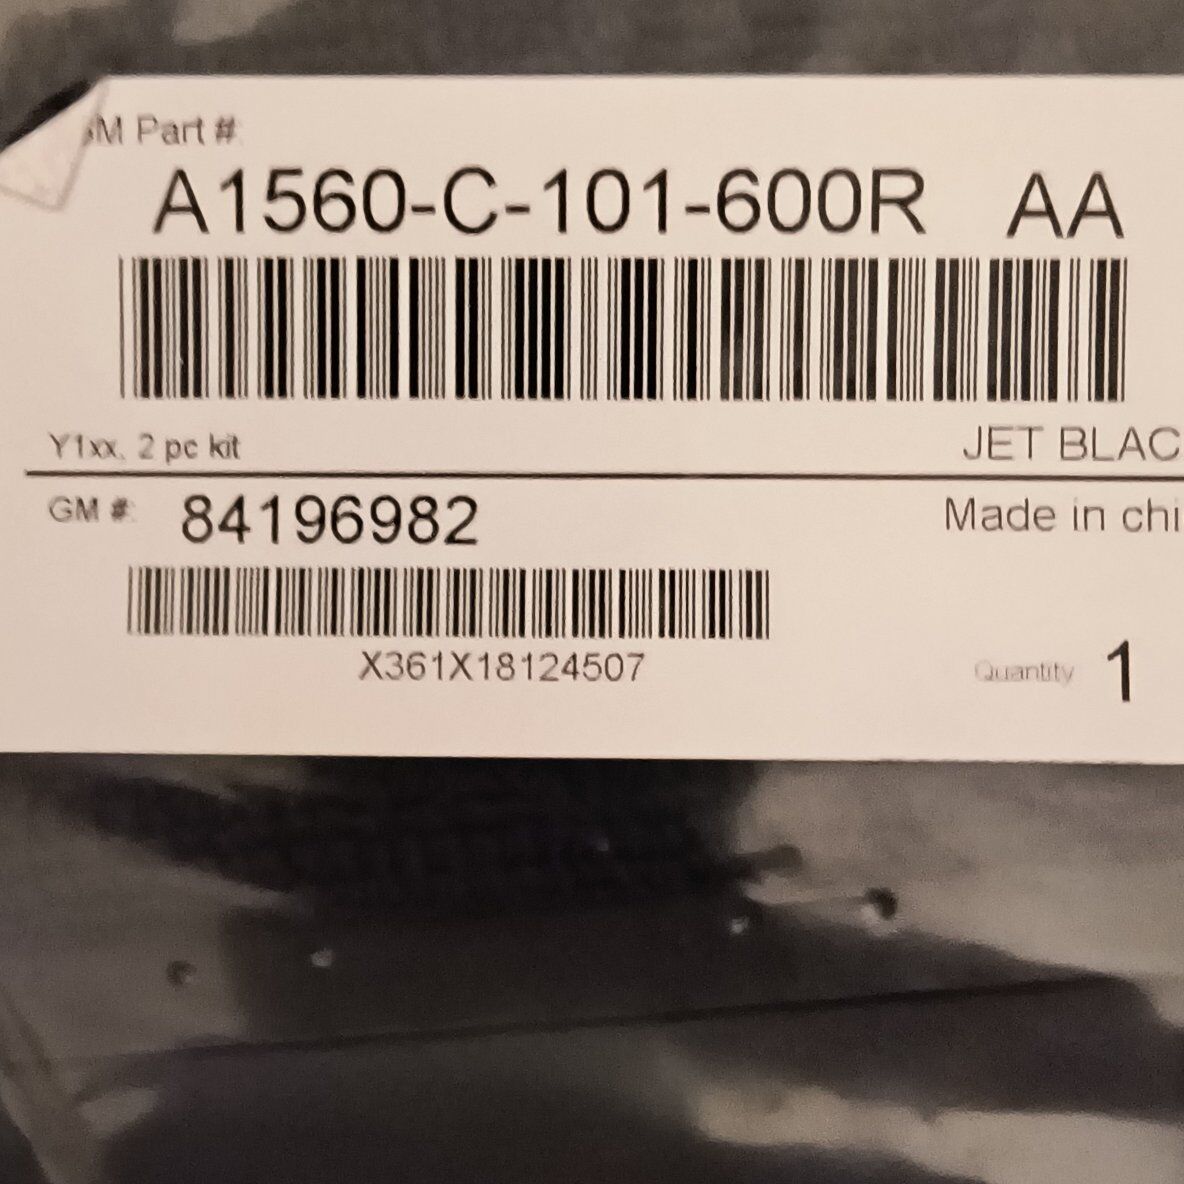 M Part #:
A1560-C-101-600R AA
Y1xx, 2 pc kit JET BLAC
GM #: 84196982 Made in chi
X361X18124507
Quantity 1